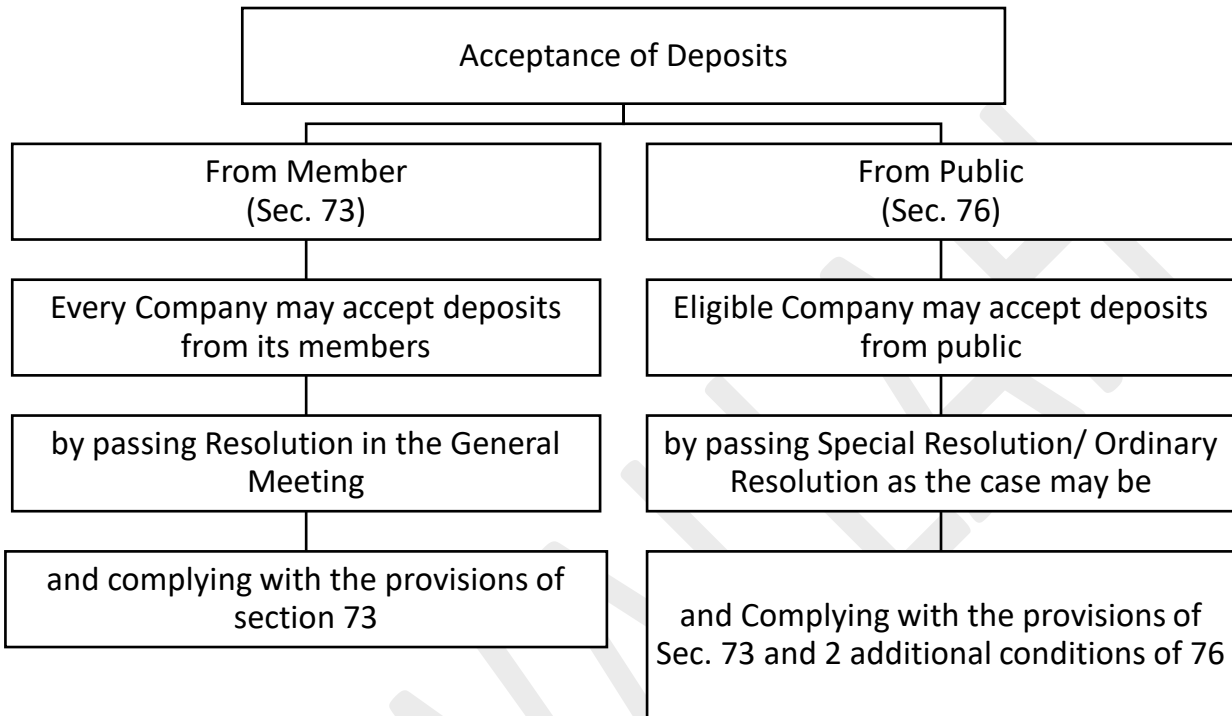 Acceptance of Deposits
From Member
(Sec. 73)
Every Company may accept deposits
from its members
by passing Resolution in the General
Meeting
and complying with the provisions of
section 73
From Public
(Sec. 76)
Eligible Company may accept deposits
from public
by passing Special Resolution/ Ordinary
Resolution as the case may be
and Complying with the provisions of
Sec. 73 and 2 additional conditions of 76